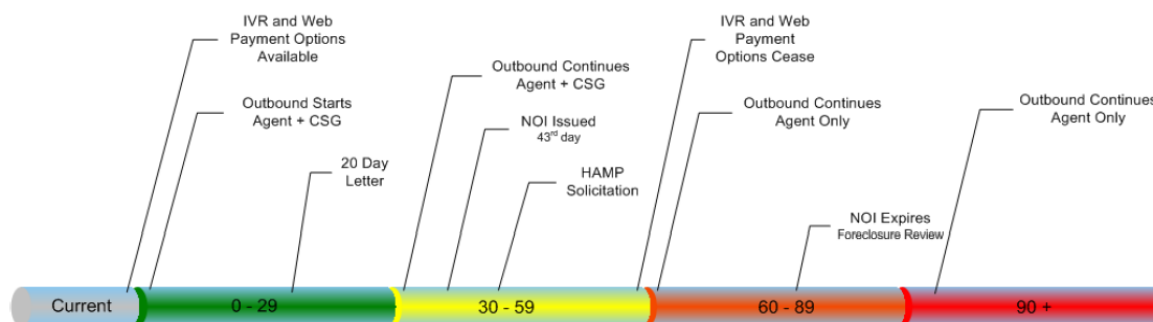 IVR and Web
Payment Options
Available
Outbound Starts
Agent + CSG
20 Day
Letter
Outbound Continues
Agent + CSG
NOI Issued
43rd day
HAMP
Solicitation
IVR and Web
Payment
Options Cease
Outbound Continues
Agent Only
NOI Expires
Foreclosure Review
Outbound Continues
Agent Only
Current
0 - 29
30 - 59
60 - 89
90 +